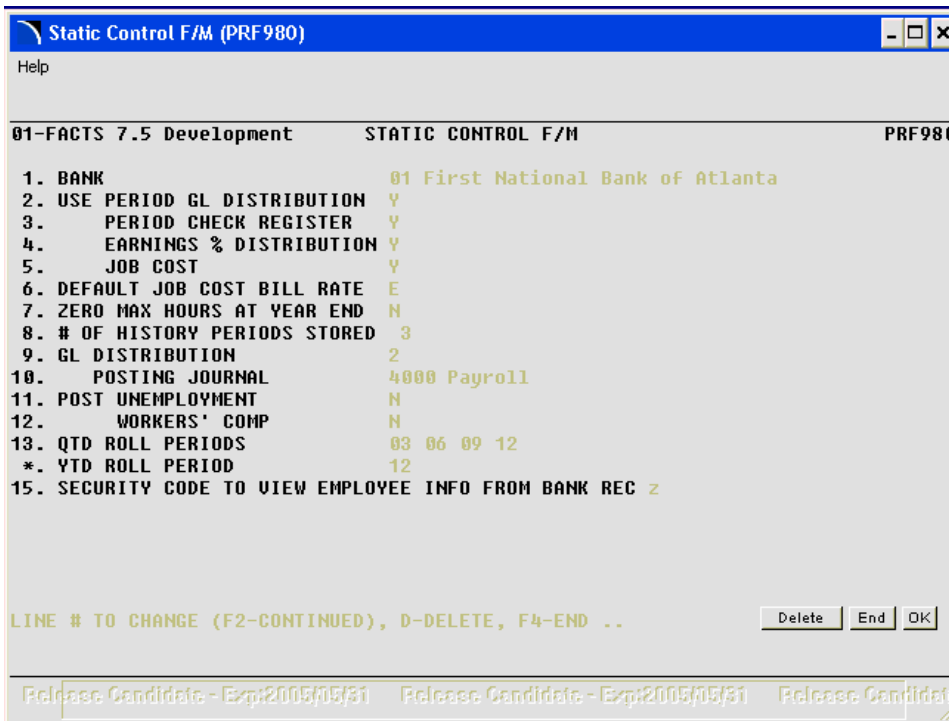 Static Control F/M (PRF980)
Help
01-FACTS 7.5 Development STATIC CONTROL F/M PRF980
1. BANK 01 First National Bank of Atlanta
2. USE PERIOD GL DISTRIBUTION Y
3. PERIOD CHECK REGISTER Y
4. EARNINGS % DISTRIBUTION Y
5. JOB COST Y
6. DEFAULT JOB COST BILL RATE E
7. ZERO MAX HOURS AT YEAR END N
8. # OF HISTORY PERIODS STORED 3
9. GL DISTRIBUTION 2
10. POSTING JOURNAL 4000 Payroll
11. POST UNEMPLOYMENT N
12. WORKERS' COMP N
13. QTD ROLL PERIODS 03 06 09 12
*. YTD ROLL PERIOD 12
15. SECURITY CODE TO VIEW EMPLOYEE INFO FROM BANK REC z
LINE # TO CHANGE (F2-CONTINUED), D-DELETE, F4-END .. Delete End OK
Release Candidate - Exp:2005/05/31 Release Candidate - Exp:2005/05/31 Release Candidat